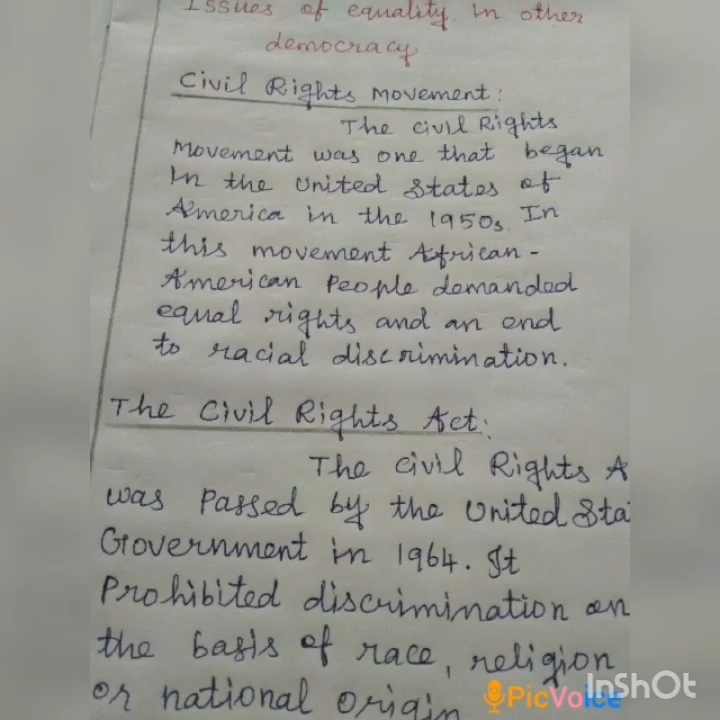 Issues of equality in other
democracy
Civil Rights Movement:
The civil Rights
Movement was one that began
In the United States of
America in the 1950s. In
this movement African-
American People demanded
equal rights and an end
to racial discrimination.
The Civil Rights Act:
The civil Rights A
was Passed by the United Sta
Government in 1964. It
Prohibited discrimination on
the basis of race, religion
or national origin
PicVoice
InShOt